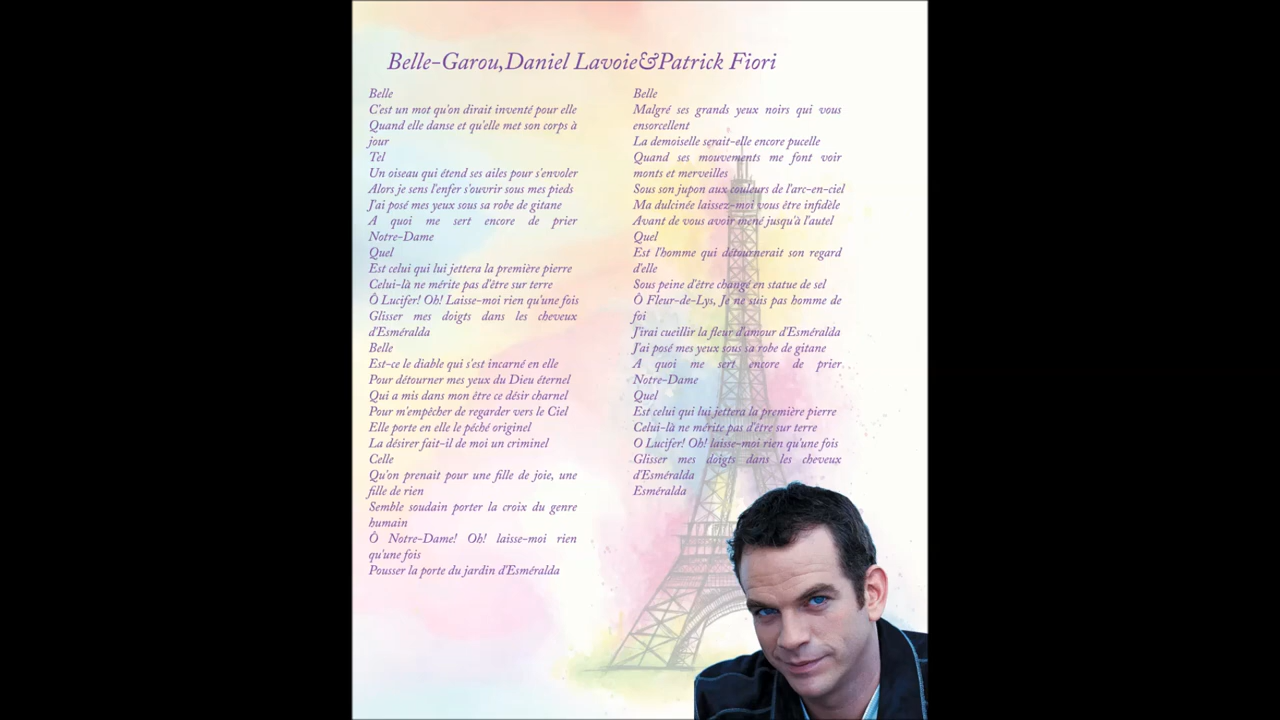 Belle-Garou,Daniel Lavoie&Patrick Fiori
Belle
C'est un mot qu'on dirait inventé pour elle
Quand elle danse et qu'elle met son corps à
jour
Tel
Un oiseau qui étend ses ailes pour s'envoler
Alors je sens l'enfer s'ouvrir sous mes pieds
J'ai posé mes yeux sous sa robe de gitane
A quoi me sert encore de prier
Notre-Dame
Quel
Est celui qui lui jettera la première pierre
Celui-là ne mérite pas d'être sur terre
Ô Lucifer! Oh! Laisse-moi rien qu'une fois
Glisser mes doigts dans les cheveux
d'Esméralda
Belle
Est-ce le diable qui s'est incarné en elle
Pour détourner mes yeux du Dieu éternel
Qui a mis dans mon être ce désir charnel
Pour m'empêcher de regarder vers le Ciel
Elle porte en elle le péché originel
La désirer fait-il de moi un criminel
Celle
Qu'on prenait pour une fille de joie, une
fille de rien
Semble soudain porter la croix du genre
humain
Ô Notre-Dame! Oh! laisse-moi rien
qu'une fois
Pousser la porte du jardin d'Esméralda
Belle
Malgré ses grands yeux noirs qui vous
ensorcellent
La demoiselle serait-elle encore pucelle
Quand ses mouvements me font voir
monts et merveilles
Sous son jupon aux couleurs de l'arc-en-ciel
Ma dulcinée laissez-moi vous être infidèle
Avant de vous avoir mené jusqu'à l'autel
Quel
Est l'homme qui détournerait son regard
d'elle
Sous peine d'être changé en statue de sel
Ô Fleur-de-Lys, Je ne suis pas homme de
foi
J'irai cueillir la fleur d'amour d'Esméralda
J'ai posé mes yeux sous sa robe de gitane
A quoi me sert encore de prier
Notre-Dame
Quel
Est celui qui lui jettera la première pierre
Celui-là ne mérite pas d'être sur terre
O Lucifer! Oh! laisse-moi rien qu'une fois
Glisser mes doigts dans les cheveux
d'Esméralda
Esméralda